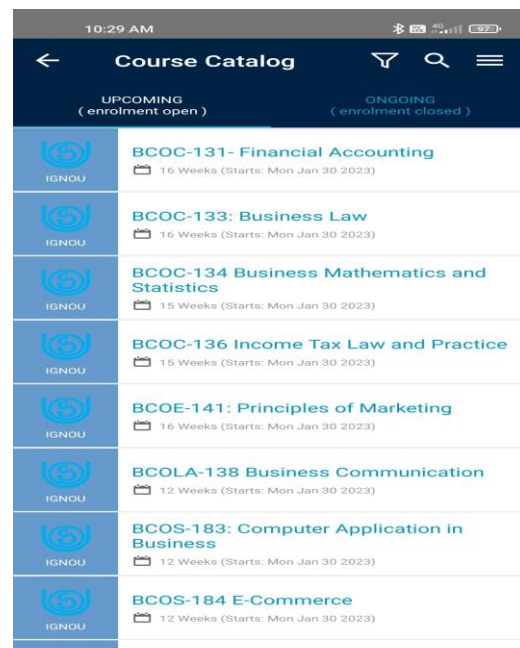 10:29 AM
4G
97
Course Catalog
UPCOMING
( enrolment open )
ONGOING
( enrolment closed )
IGNOU
BCOC-131- Financial Accounting
16 Weeks (Starts: Mon Jan 30 2023)
IGNOU
BCOC-133: Business Law
16 Weeks (Starts: Mon Jan 30 2023)
IGNOU
BCOC-134 Business Mathematics and
Statistics
15 Weeks (Starts: Mon Jan 30 2023)
IGNOU
BCOC-136 Income Tax Law and Practice
15 Weeks (Starts: Mon Jan 30 2023)
IGNOU
BCOE-141: Principles of Marketing
16 Weeks (Starts: Mon Jan 30 2023)
IGNOU
BCOLA-138 Business Communication
12 Weeks (Starts: Mon Jan 30 2023)
IGNOU
BCOS-183: Computer Application in
Business
12 Weeks (Starts: Mon Jan 30 2023)
IGNOU
BCOS-184 E-Commerce
12 Weeks (Starts: Mon Jan 30 2023)